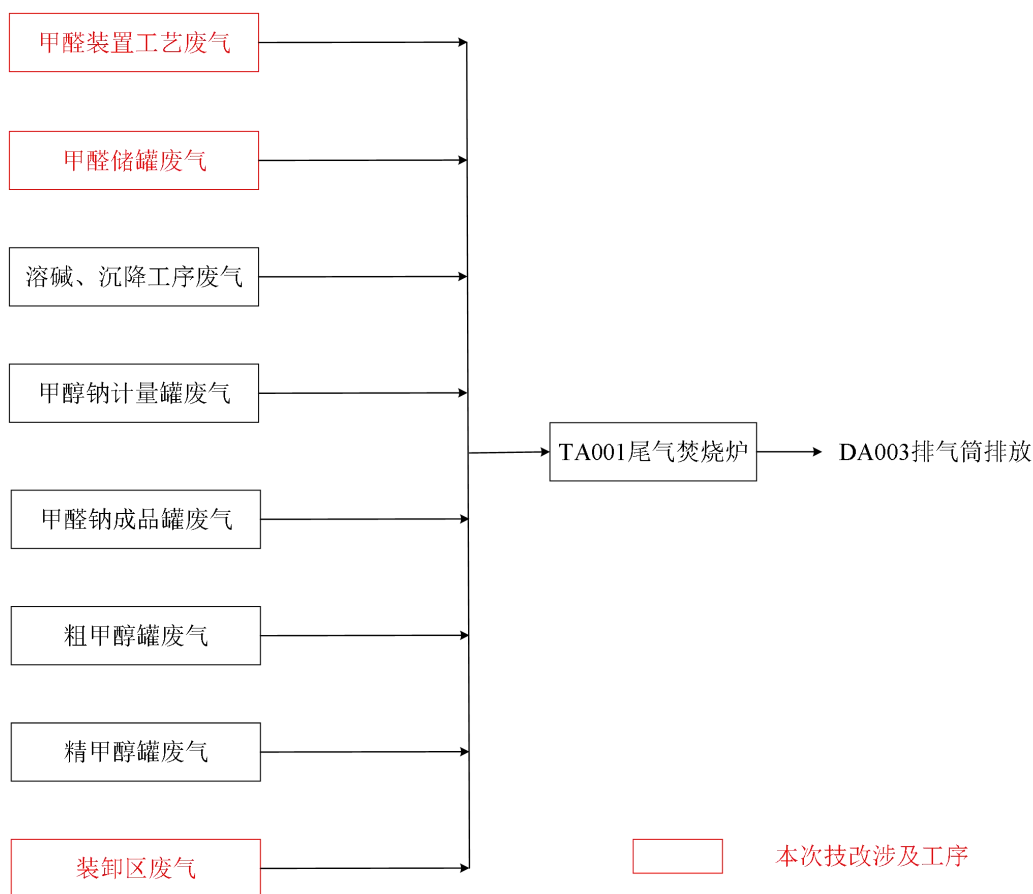 甲醛装置工艺废气
甲醛储罐废气
溶碱、沉降工序废气
甲醇钠计量罐废气
TA001尾气焚烧炉
DA003排气筒排放
甲醛钠成品罐废气
粗甲醇罐废气
精甲醇罐废气
装卸区废气
本次技改涉及工序